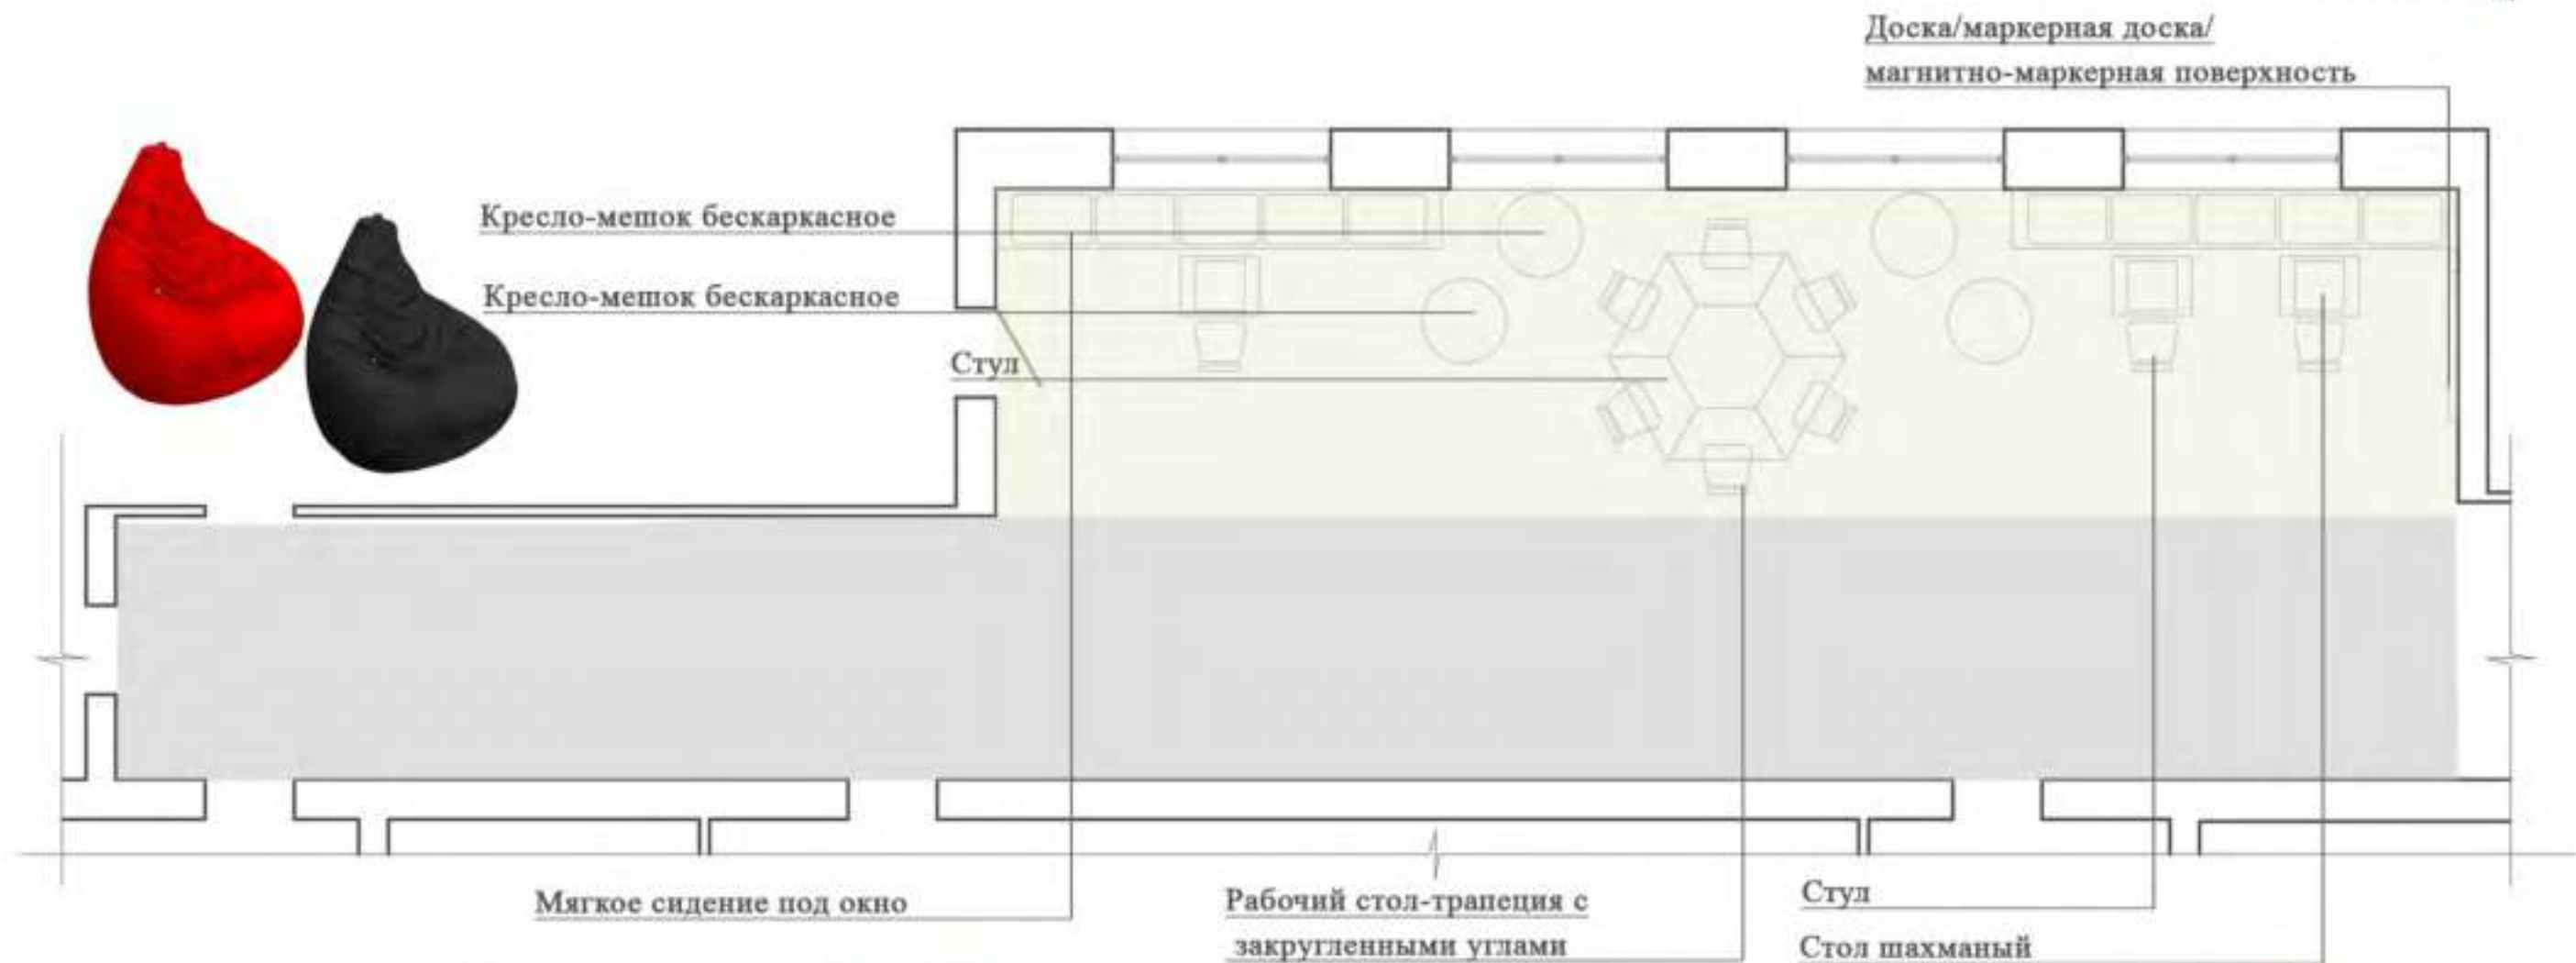 Доска/маркерная доска/
магнитно-маркерная поверхность
Кресло-мешок бескаркасное
Кресло-мешок бескаркасное
Стул
Мягкое сидение под окно
Рабочий стол-трапеция с
закругленными углами
Стул
Стол шахманый